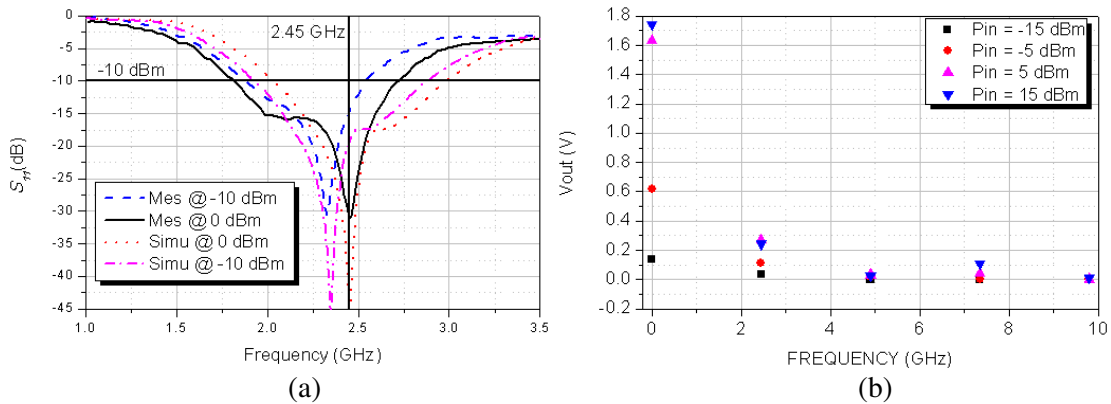 2.45 GHz
-10 dBm
Mes @ -10 dBm
Mes @ 0 dBm
Simu @ 0 dBm
Simu @ -10 dBm
0
-5
-10
-15
-20
-25
-30
-35
-40
-45
S11(dB)
1.0 1.5 2.0 2.5 3.0 3.5
Frequency (GHz)
(a)
Pin = -15 dBm
Pin = -5 dBm
Pin = 5 dBm
Pin = 15 dBm
1.8
1.6
1.4
1.2
1.0
0.8
0.6
0.4
0.2
0.0
-0.2
Vout (V)
0 2 4 6 8 10
FREQUENCY (GHz)
(b)